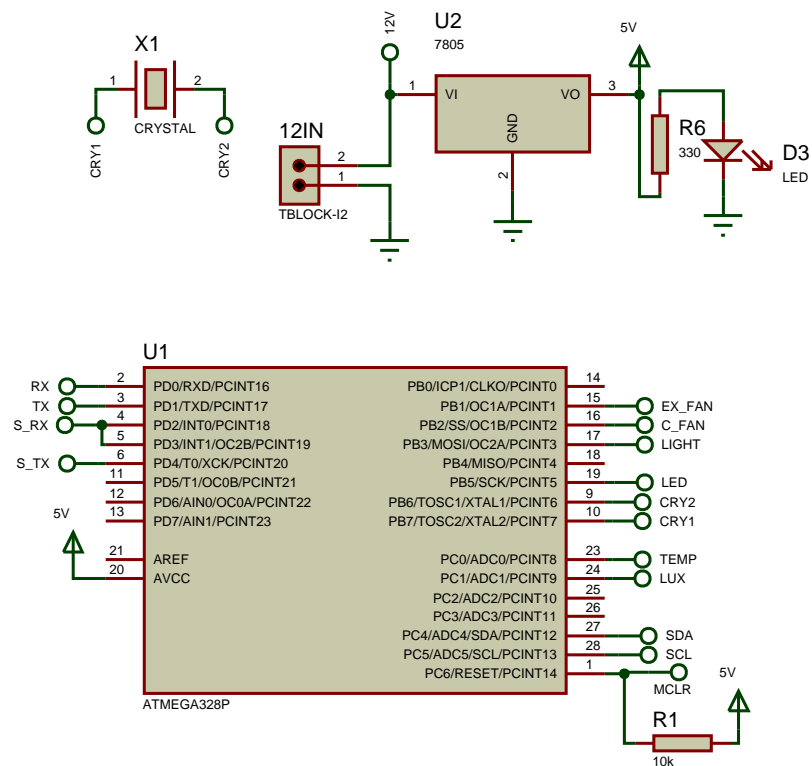 X1
1
2
CRYSTAL
CRY1
CRY2
12V
U2
7805
5V
1
VI
VO
3
GND
2
R6
330
D3
LED
12IN
2
1
TBLOCK-I2
U1
RX
2
PD0/RXD/PCINT16
PB0/ICP1/CLKO/PCINT0
14
TX
3
PD1/TXD/PCINT17
PB1/OC1A/PCINT1
15
EX_FAN
S_RX
4
PD2/INT0/PCINT18
PB2/SS/OC1B/PCINT2
16
C_FAN
5
PD3/INT1/OC2B/PCINT19
PB3/MOSI/OC2A/PCINT3
17
LIGHT
S_TX
6
PD4/T0/XCK/PCINT20
PB4/MISO/PCINT4
18
11
PD5/T1/OC0B/PCINT21
PB5/SCK/PCINT5
19
LED
12
PD6/AIN0/OC0A/PCINT22
PB6/TOSC1/XTAL1/PCINT6
9
CRY2
5V
13
PD7/AIN1/PCINT23
PB7/TOSC2/XTAL2/PCINT7
10
CRY1
21
AREF
PC0/ADC0/PCINT8
23
TEMP
20
AVCC
PC1/ADC1/PCINT9
24
LUX
PC2/ADC2/PCINT10
25
PC3/ADC3/PCINT11
26
PC4/ADC4/SDA/PCINT12
27
SDA
PC5/ADC5/SCL/PCINT13
28
SCL
PC6/RESET/PCINT14
1
MCLR
5V
ATMEGA328P
R1
10k